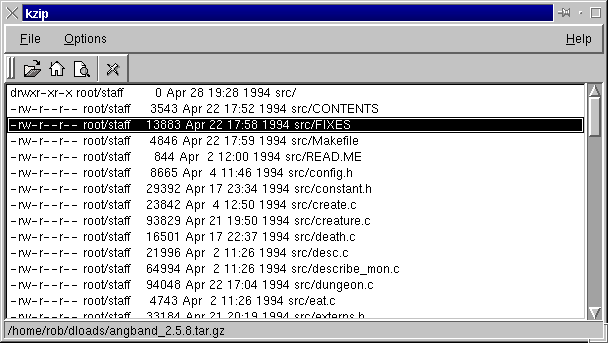 kzip
File Options Help
drwxr-xr-x root/staff 0 Apr 28 19:28 1994 src/
-rw-r--r-- root/staff 3543 Apr 22 17:52 1994 src/CONTENTS
-rw-r--r-- root/staff 13883 Apr 22 17:58 1994 src/FIXES
-rw-r--r-- root/staff 4846 Apr 22 17:59 1994 src/Makefile
-rw-r--r-- root/staff 844 Apr 2 12:00 1994 src/READ.ME
-rw-r--r-- root/staff 8665 Apr 4 11:46 1994 src/config.h
-rw-r--r-- root/staff 29392 Apr 17 23:34 1994 src/constant.h
-rw-r--r-- root/staff 23842 Apr 4 12:50 1994 src/create.c
-rw-r--r-- root/staff 93829 Apr 21 19:50 1994 src/creature.c
-rw-r--r-- root/staff 16501 Apr 17 22:37 1994 src/death.c
-rw-r--r-- root/staff 21996 Apr 2 11:26 1994 src/desc.c
-rw-r--r-- root/staff 64994 Apr 2 11:26 1994 src/describe_mon.c
-rw-r--r-- root/staff 94048 Apr 22 17:04 1994 src/dungeon.c
-rw-r--r-- root/staff 4743 Apr 2 11:26 1994 src/eat.c
-rw-r--r-- root/staff 33184 Apr 21 20:19 1994 src/externs.h
/home/rob/dloads/angband_2.5.8.tar.gz